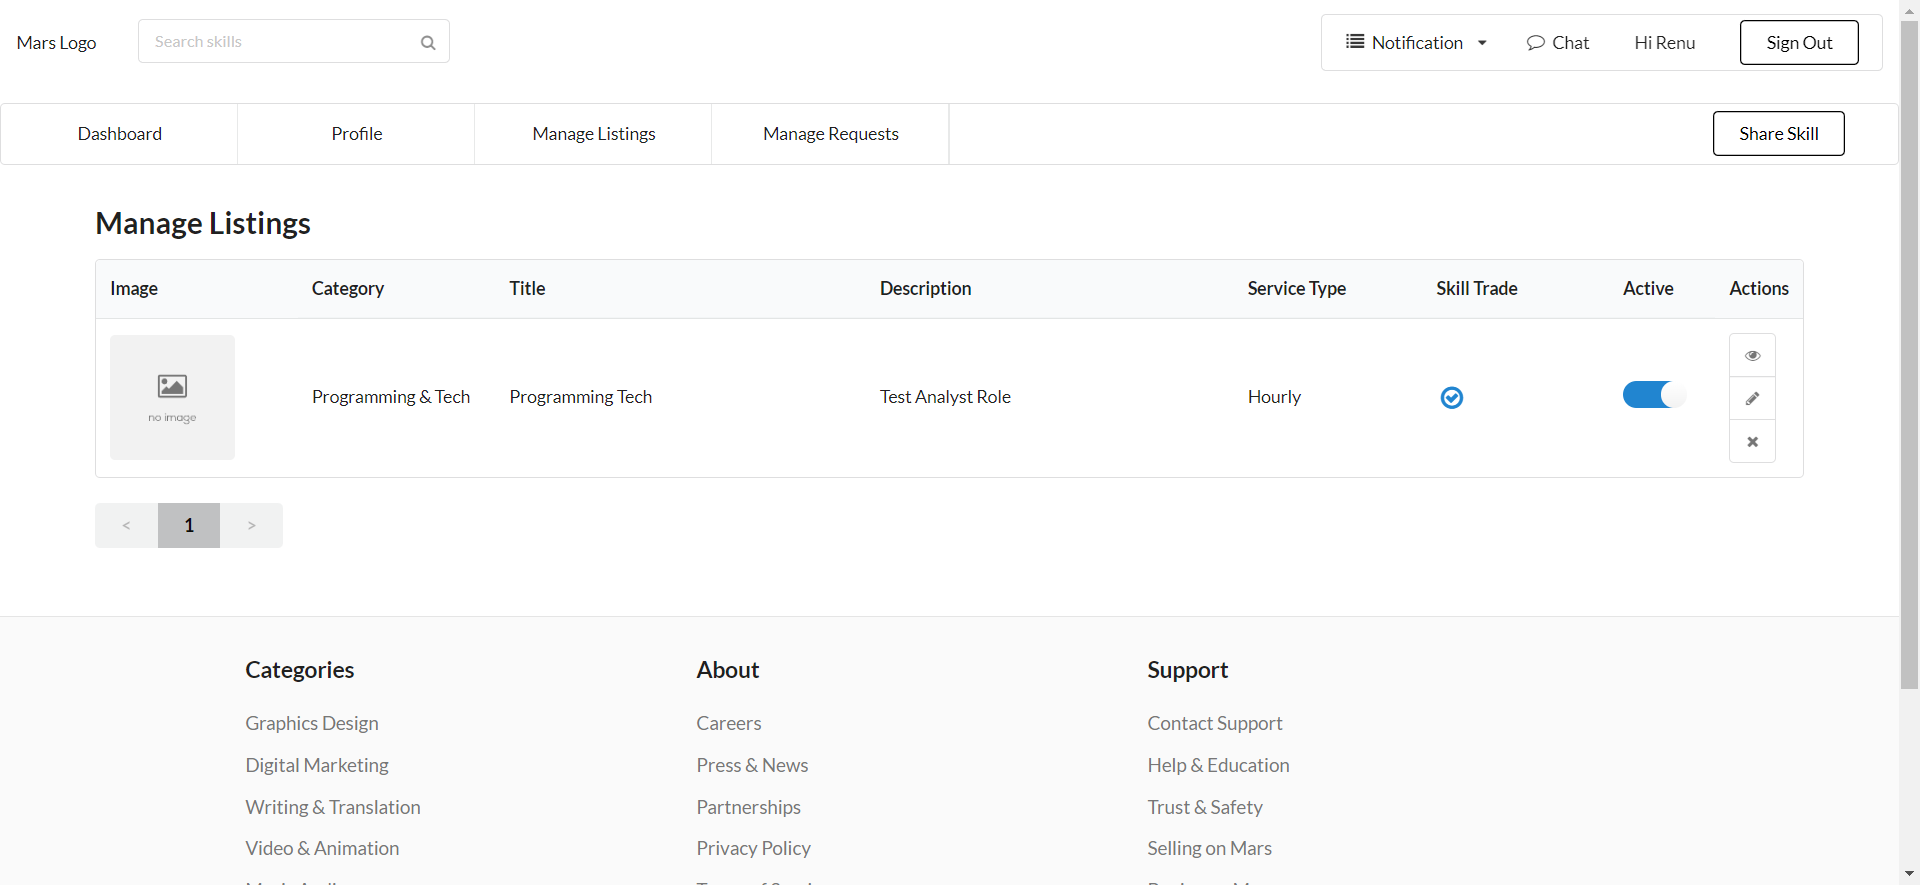 Mars Logo
Search skills
Notification
Chat
Hi Renu
Sign Out
Dashboard
Profile
Manage Listings
Manage Requests
Share Skill
Manage Listings
Image Category Title Description Service Type Skill Trade Active Actions
no image
Programming & Tech Programming Tech Test Analyst Role Hourly
< 1 >
Categories
Graphics Design
Digital Marketing
Writing & Translation
Video & Animation
About
Careers
Press & News
Partnerships
Privacy Policy
Support
Contact Support
Help & Education
Trust & Safety
Selling on Mars